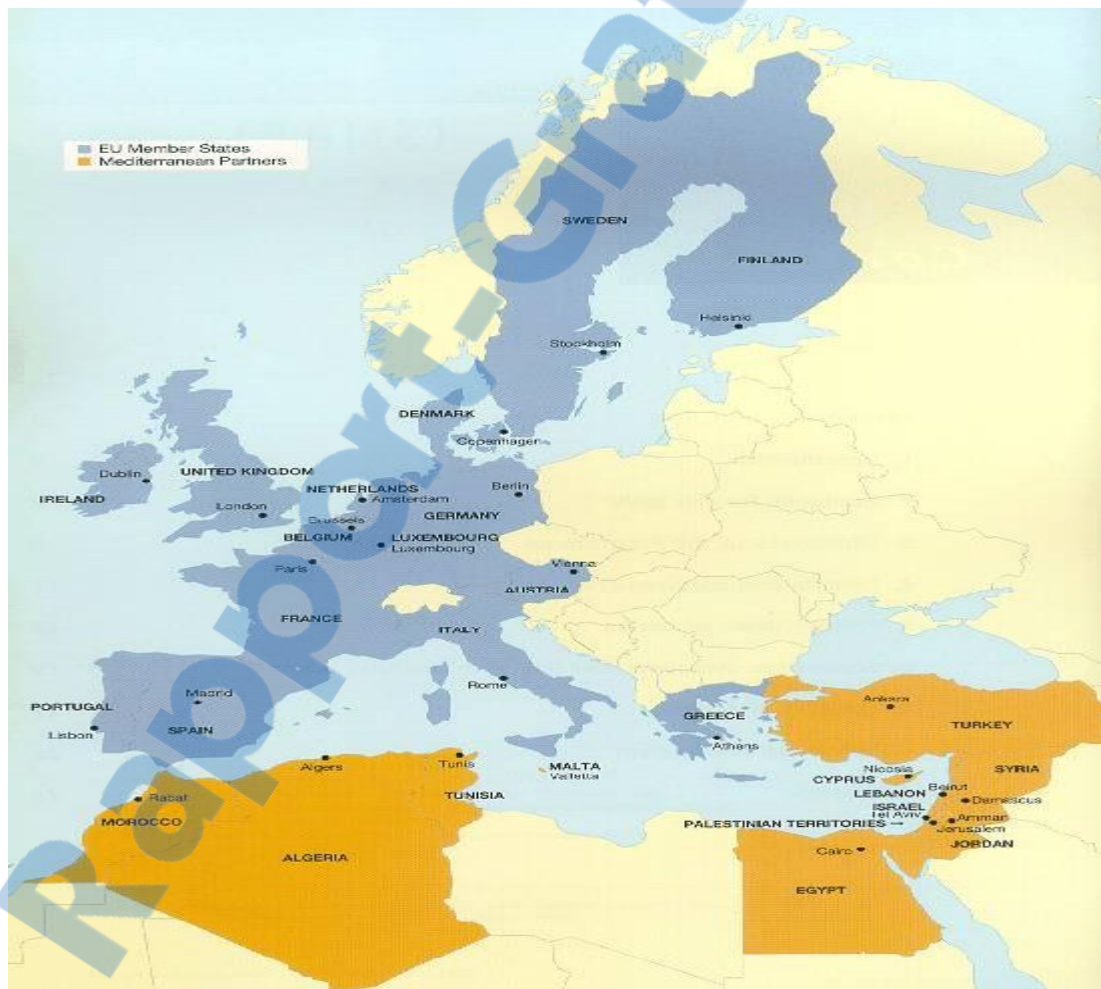 EU Member States
Mediterranean Partners
SWEDEN
FINLAND
Helsinki
Stockholm
DENMARK
Copenhagen
Dublin
UNITED KINGDOM
IRELAND
London
NETHERLANDS
Amsterdam
Berlin
Brussels
GERMANY
BELGIUM
LUXEMBOURG
Luxembourg
Paris
Vienna
AUSTRIA
FRANCE
ITALY
Madrid
Rome
PORTUGAL
Lisbon
SPAIN
GREECE
Athens
Ankara
TURKEY
Algiers
Tunis
MALTA
Valletta
Nicosia
CYPRUS
SYRIA
Beirut
LEBANON
Damascus
Rabat
TUNISIA
MOROCCO
ISRAEL
Tel Aviv
Amman
PALESTINIAN TERRITORIES →
Jerusalem
JORDAN
ALGERIA
Cairo
EGYPT
Rapport-Gra